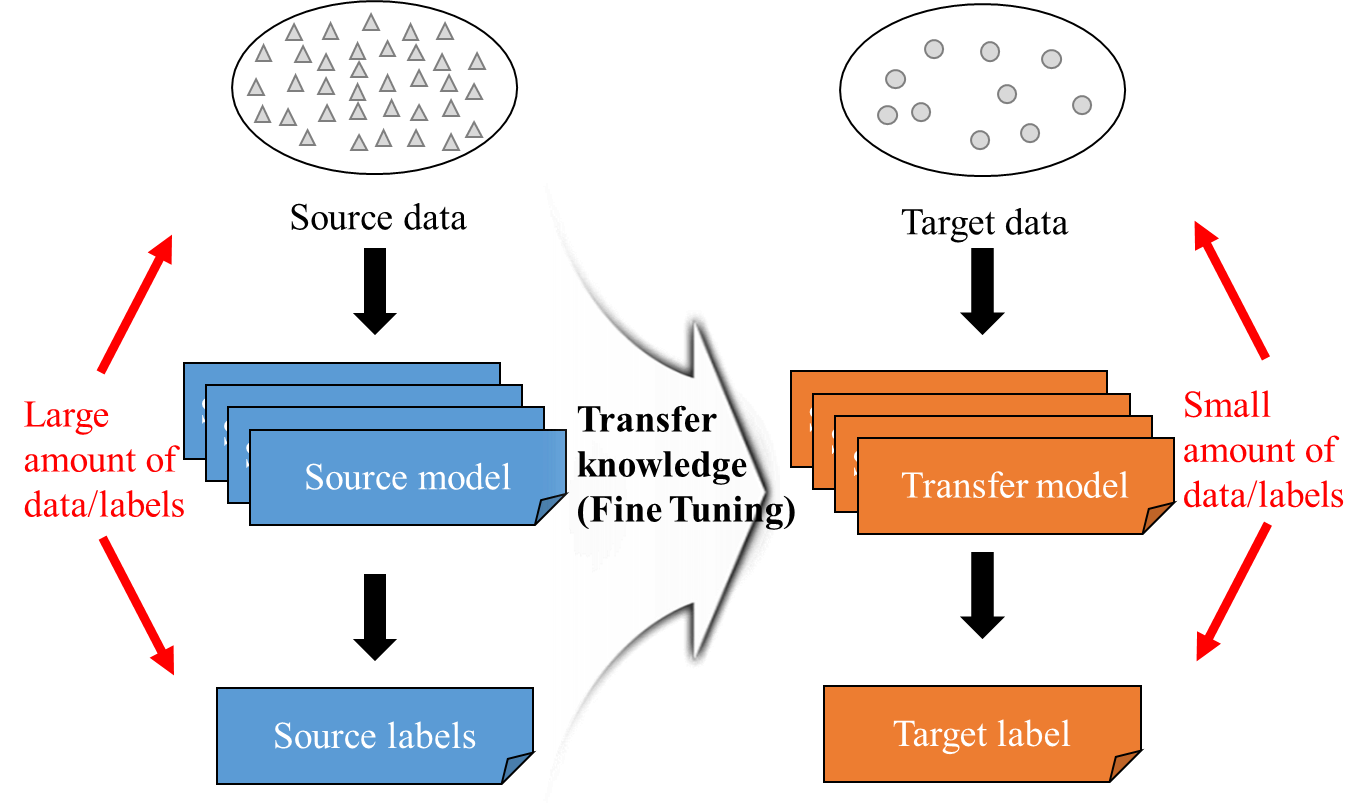 Source data
Target data
Large
amount of
data/labels
Source model
Transfer
knowledge
(Fine Tuning)
Transfer model
Small
amount of
data/labels
Source labels
Target label